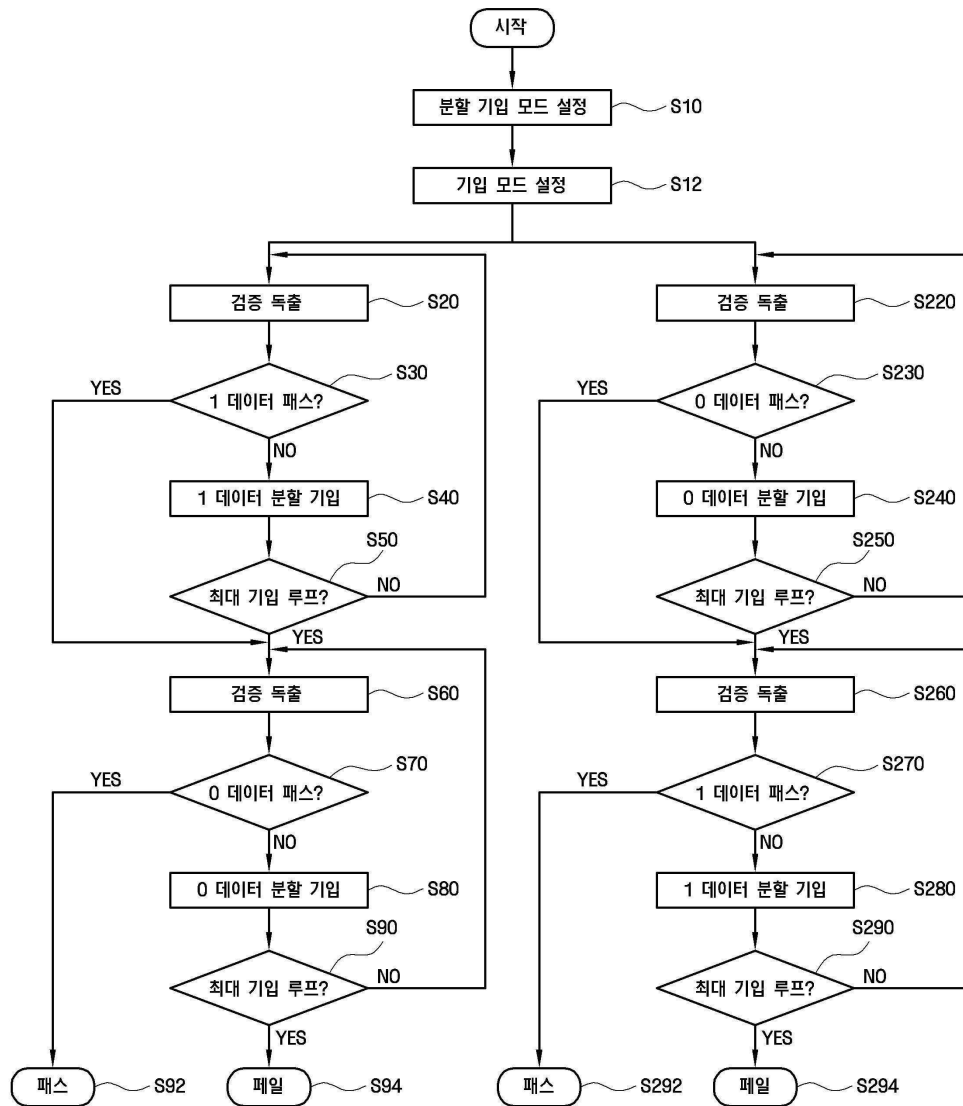 시작
분할 기입 모드 설정
S10
기입 모드 설정
S12
검증 독출
S20
S30
YES
1 데이터 패스?
NO
1 데이터 분할 기입
S40
S50
최대 기입 루프?
NO
YES
검증 독출
S60
S70
YES
0 데이터 패스?
NO
0 데이터 분할 기입
S80
S90
최대 기입 루프?
NO
YES
패스
S92
페일
S94
검증 독출
S220
S230
YES
0 데이터 패스?
NO
0 데이터 분할 기입
S240
S250
최대 기입 루프?
NO
YES
검증 독출
S260
S270
YES
1 데이터 패스?
NO
1 데이터 분할 기입
S280
S290
최대 기입 루프?
NO
YES
패스
S292
페일
S294